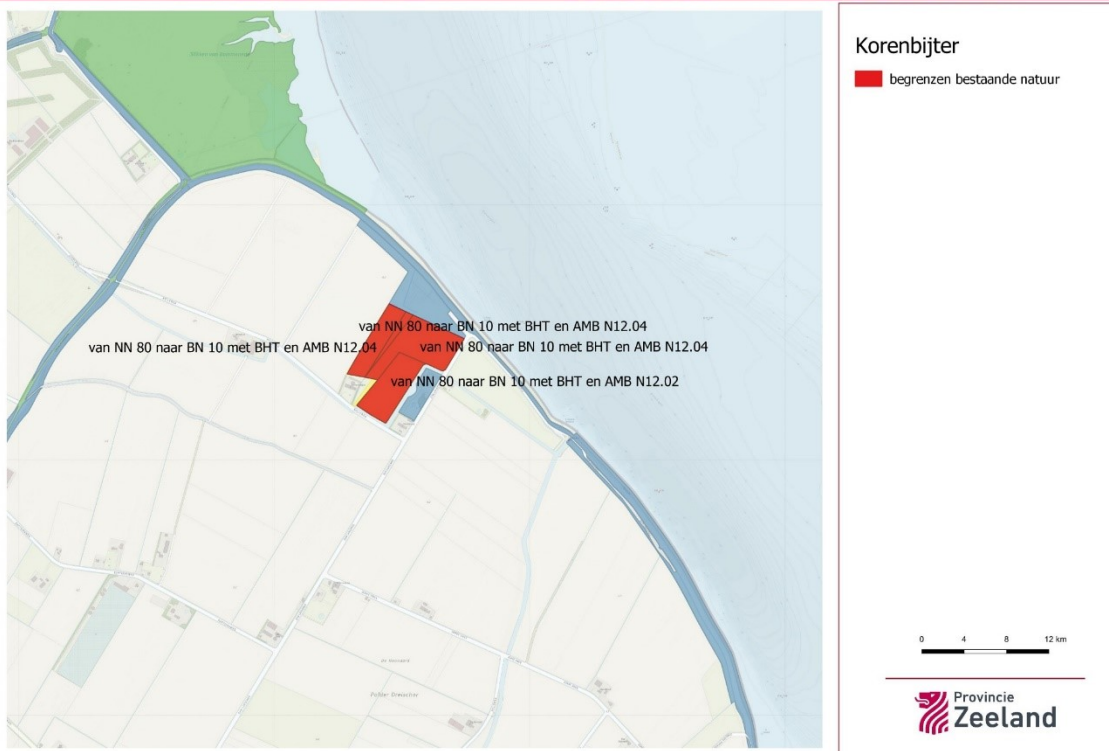 Korenbijter
begrenzen bestaande natuur
van NN 80 naar BN 10 met BHT en AMB N12.04
van NN 80 naar BN 10 met BHT en AMB N12.04
van NN 80 naar BN 10 met BHT en AMB N12.04
van NN 80 naar BN 10 met BHT en AMB N12.02
0 4 8 12 km
Provincie
Zeeland